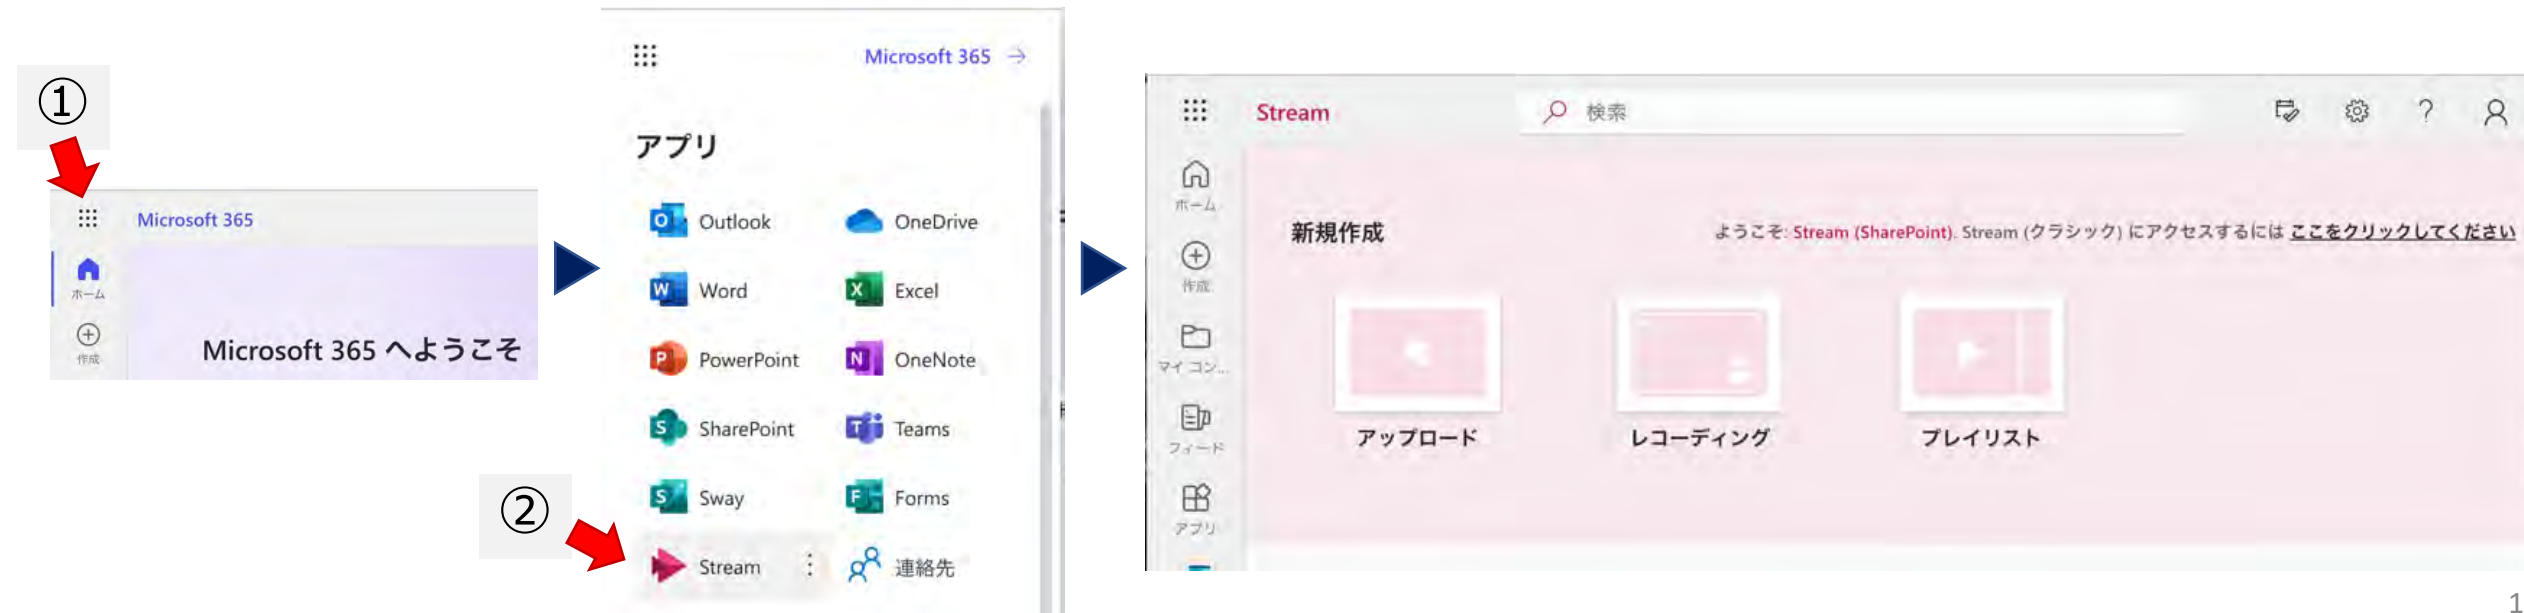 ①
Microsoft 365
ホーム
作成
Microsoft 365 へようこそ
②
Microsoft 365 →
アプリ
Outlook
OneDrive
Word
Excel
PowerPoint
OneNote
SharePoint
Teams
Sway
Forms
Stream
連絡先
Stream
検索
ホーム
作成
マイ コン...
フィード
アプリ
新規作成
ようこそ: Stream (SharePoint). Stream (クラシック) にアクセスするには ここをクリックしてください
アップロード
レコーディング
プレイリスト
1